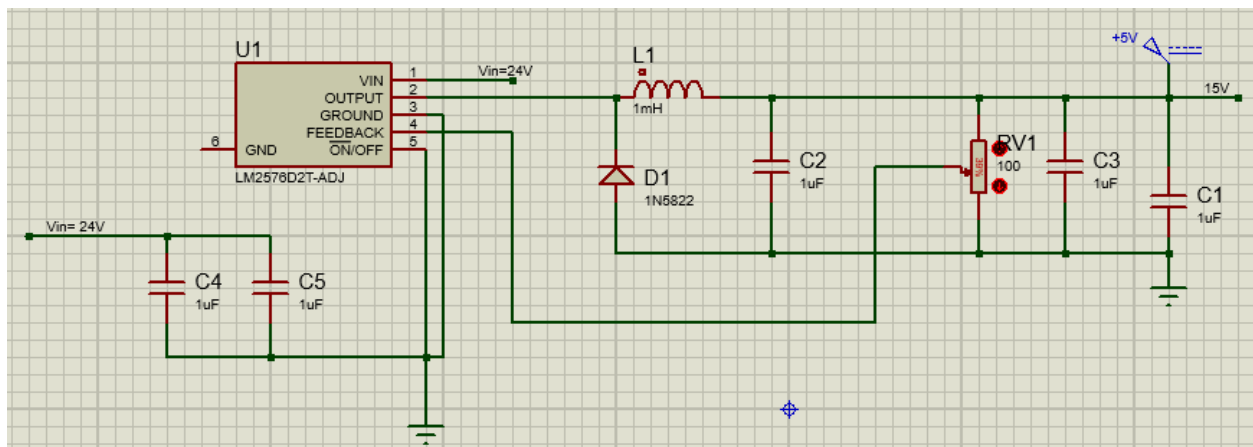 U1
VIN
OUTPUT
GROUND
FEEDBACK
ON/OFF
GND
1
2
3
4
5
6
LM2576D2T-ADJ
Vin=24V
L1
1mH
+5V
15V
D1
1N5822
C2
1uF
RV1
100
C3
1uF
C1
1uF
Vin= 24V
C4
1uF
C5
1uF